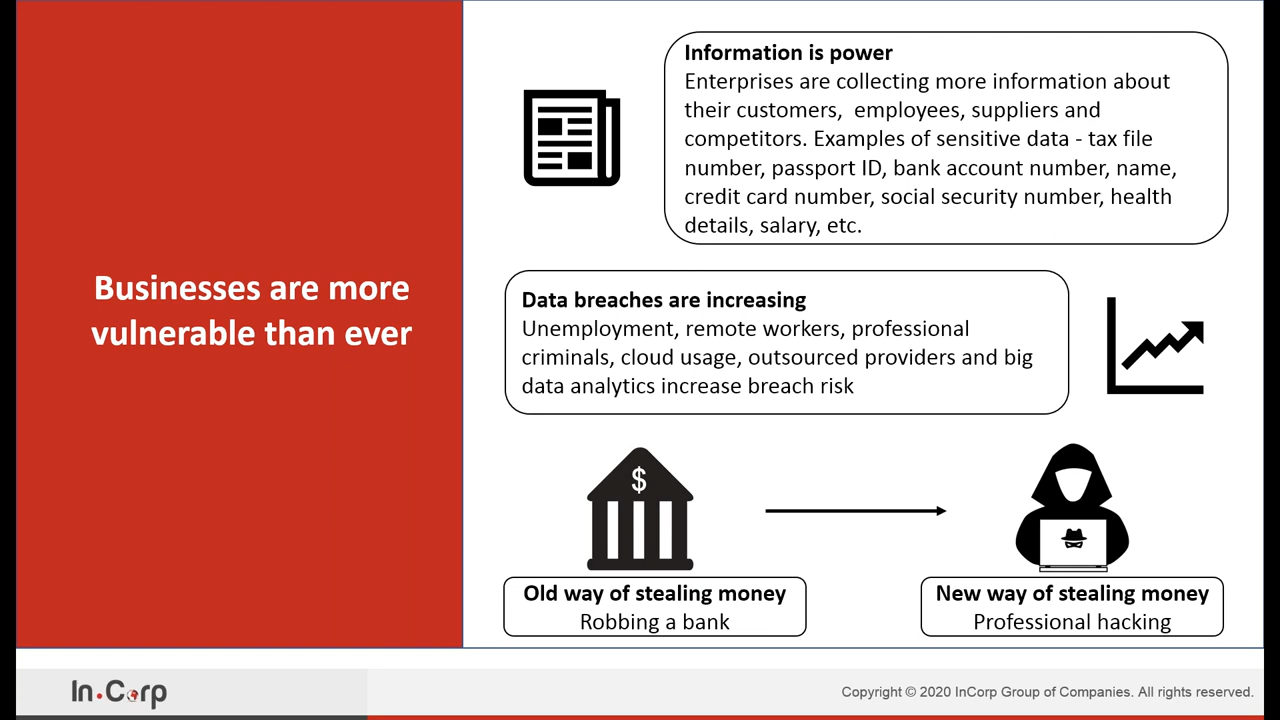 Businesses are more
vulnerable than ever
Information is power
Enterprises are collecting more information about
their customers,  employees, suppliers and
competitors. Examples of sensitive data - tax file
number, passport ID, bank account number, name,
credit card number, social security number, health
details, salary, etc.
Data breaches are increasing
Unemployment, remote workers, professional
criminals, cloud usage, outsourced providers and big
data analytics increase breach risk
$
Old way of stealing money
Robbing a bank
New way of stealing money
Professional hacking
In.Corp
Copyright © 2020 InCorp Group of Companies. All rights reserved.